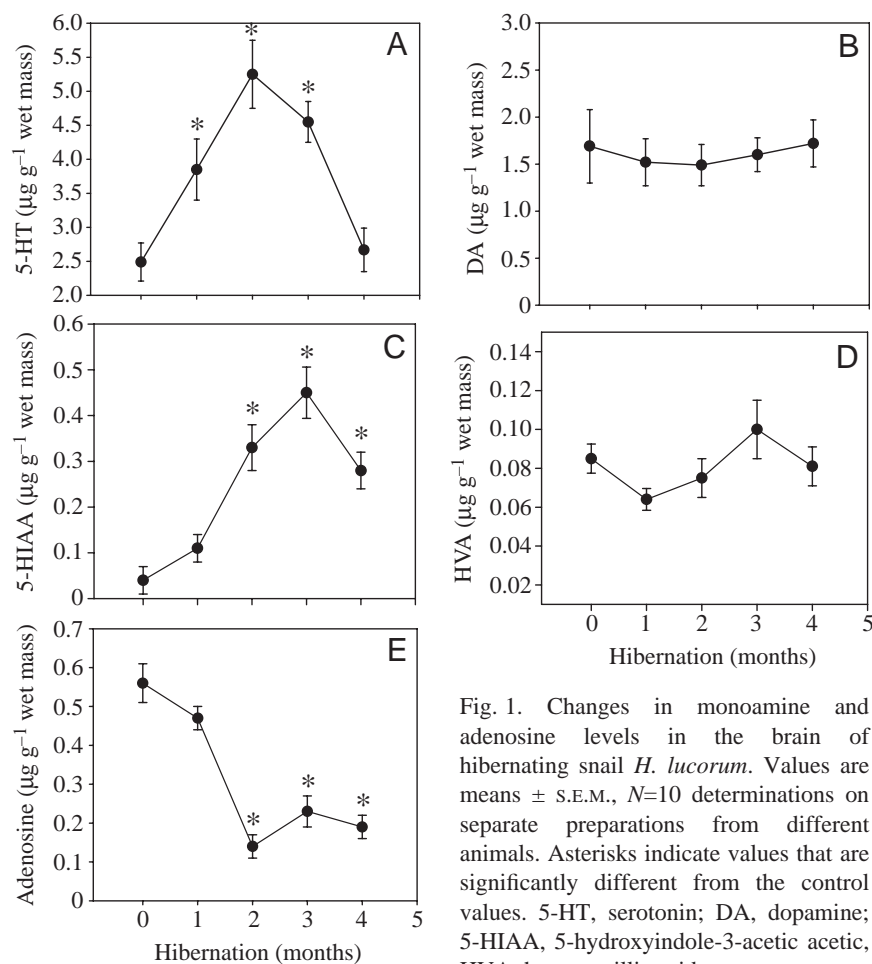 A
5-HT (µg g⁻¹ wet mass)
6.0
5.5
5.0
4.5
4.0
3.5
3.0
2.5
2.0
* * *
B
DA (µg g⁻¹ wet mass)
3.0
2.5
2.0
1.5
1.0
0.5
0
C
5-HIAA (µg g⁻¹ wet mass)
0.6
0.5
0.4
0.3
0.2
0.1
0
* * *
D
HVA (µg g⁻¹ wet mass)
0.14
0.12
0.10
0.08
0.06
0.04
0.02
0 1 2 3 4 5
Hibernation (months)
E
Adenosine (µg g⁻¹ wet mass)
0.7
0.6
0.5
0.4
0.3
0.2
0.1
0
* * *
0 1 2 3 4 5
Hibernation (months)
Fig. 1. Changes in monoamine and
adenosine levels in the brain of
hibernating snail H. lucorum. Values are
means ± S.E.M., N=10 determinations on
separate preparations from different
animals. Asterisks indicate values that are
significantly different from the control
values. 5-HT, serotonin; DA, dopamine;
5-HIAA, 5-hydroxyindole-3-acetic acetic,